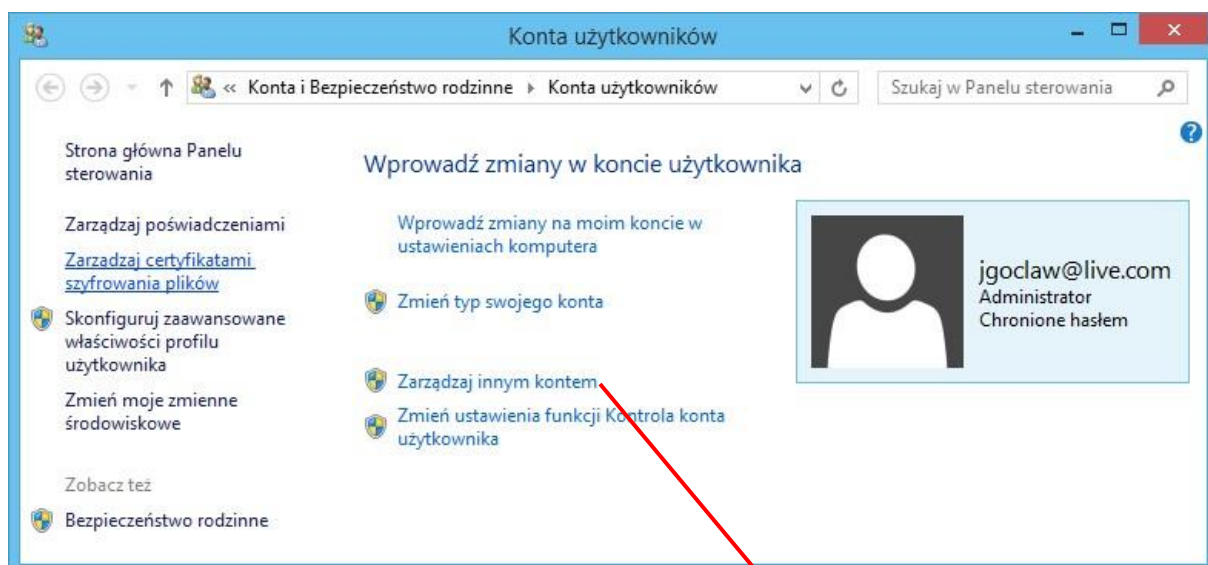 Konta użytkowników
« Konta i Bezpieczeństwo rodzinne ▸ Konta użytkowników
Szukaj w Panelu sterowania
Strona główna Panelu
sterowania
Zarządzaj poświadczeniami
Zarządzaj certyfikatami
szyfrowania plików
Skonfiguruj zaawansowane
właściwości profilu
użytkownika
Zmień moje zmienne
środowiskowe
Zobacz też
Bezpieczeństwo rodzinne
Wprowadź zmiany w koncie użytkownika
Wprowadź zmiany na moim koncie w
ustawieniach komputera
Zmień typ swojego konta
Zarządzaj innym kontem
Zmień ustawienia funkcji Kontrola konta
użytkownika
jgoclaw@live.com
Administrator
Chronione hasłem